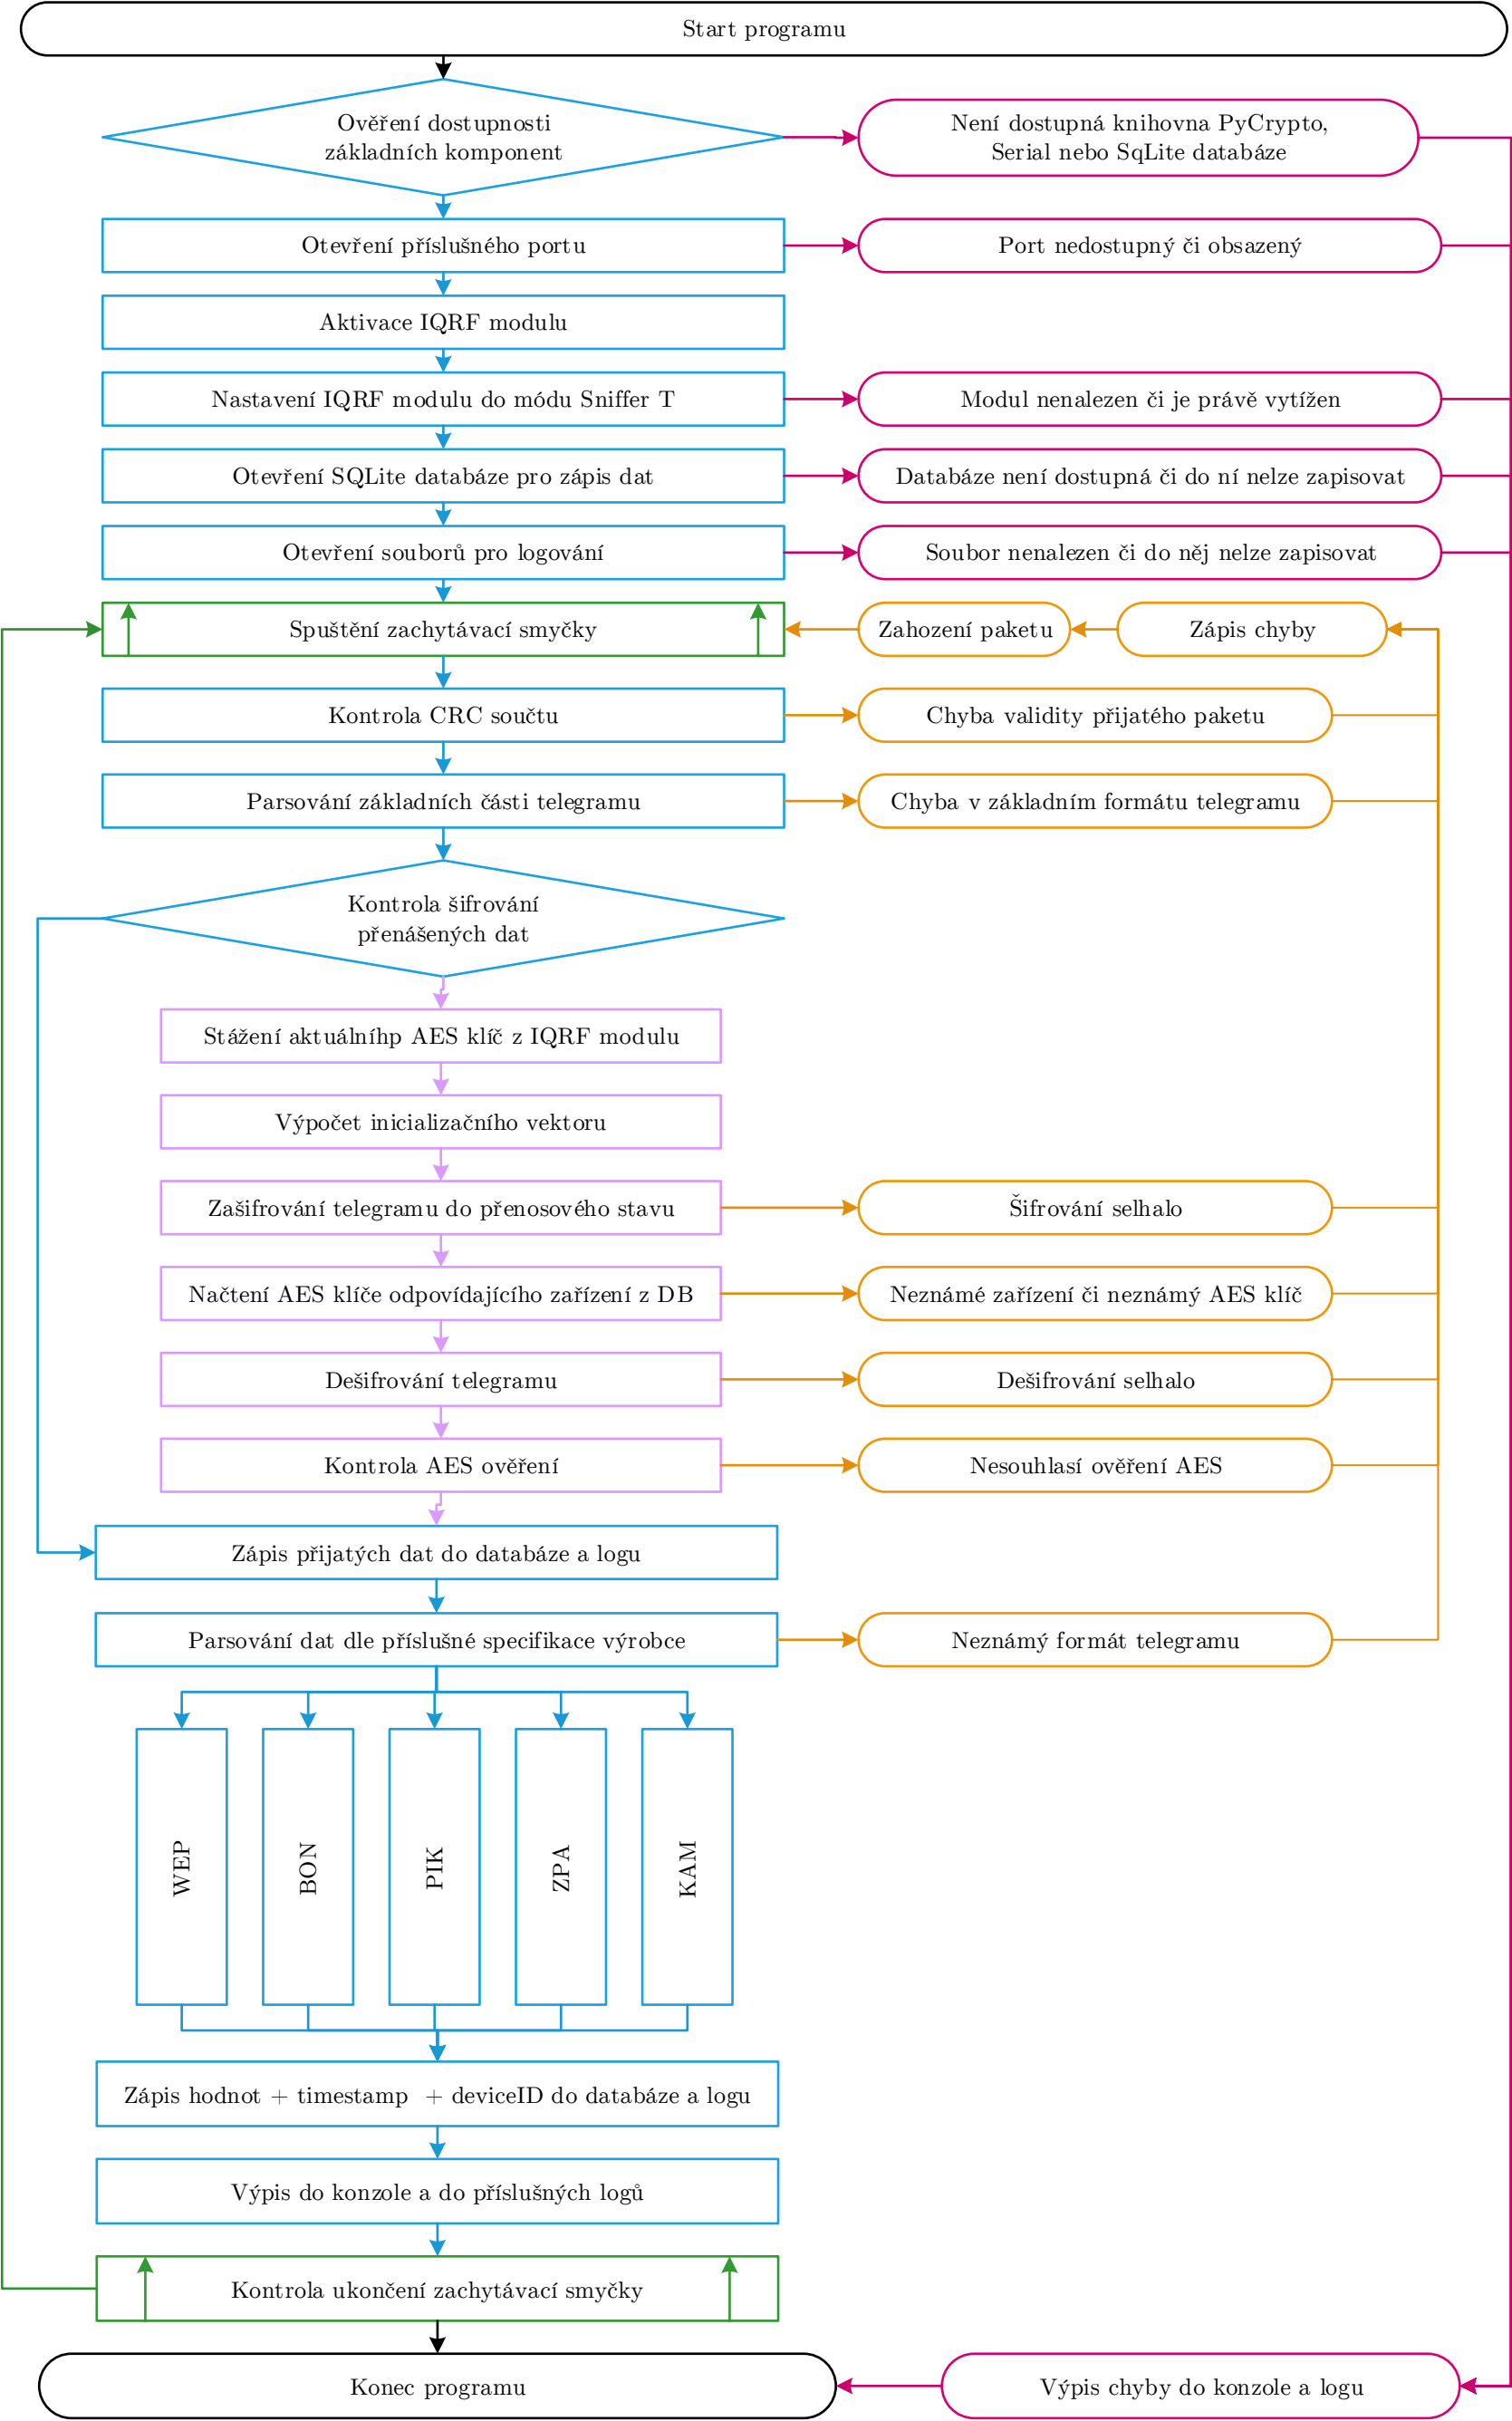 Start programu
Ověření dostupnosti
základních komponent
Není dostupná knihovna PyCrypto,
Serial nebo SqLite databáze
Otevření příslušného portu
Port nedostupný či obsazený
Aktivace IQRF modulu
Nastavení IQRF modulu do módu Sniffer T
Modul nenalezen či je právě vytížen
Otevření SQLite databáze pro zápis dat
Databáze není dostupná či do ní nelze zapisovat
Otevření souborů pro logování
Soubor nenalezen či do něj nelze zapisovat
Spuštění zachytávací smyčky
Zahození paketu
Zápis chyby
Kontrola CRC součtu
Chyba validity přijatého paketu
Parsování základních části telegramu
Chyba v základním formátu telegramu
Kontrola šifrování
přenášených dat
Stážení aktuálníhp AES klíč z IQRF modulu
Výpočet inicializačního vektoru
Zašifrování telegramu do přenosového stavu
Šifrování selhalo
Načtení AES klíče odpovídajícího zařízení z DB
Neznámé zařízení či neznámý AES klíč
Dešifrování telegramu
Dešifrování selhalo
Kontrola AES ověření
Nesouhlasí ověření AES
Zápis přijatých dat do databáze a logu
Parsování dat dle příslušné specifikace výrobce
Neznámý formát telegramu
WEP
BON
PIK
ZPA
KAM
Zápis hodnot + timestamp + deviceID do databáze a logu
Výpis do konzole a do příslušných logů
Kontrola ukončení zachytávací smyčky
Konec programu
Výpis chyby do konzole a logu